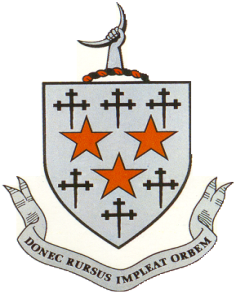 DONEC RURSUS IMPLEAT ORBEM